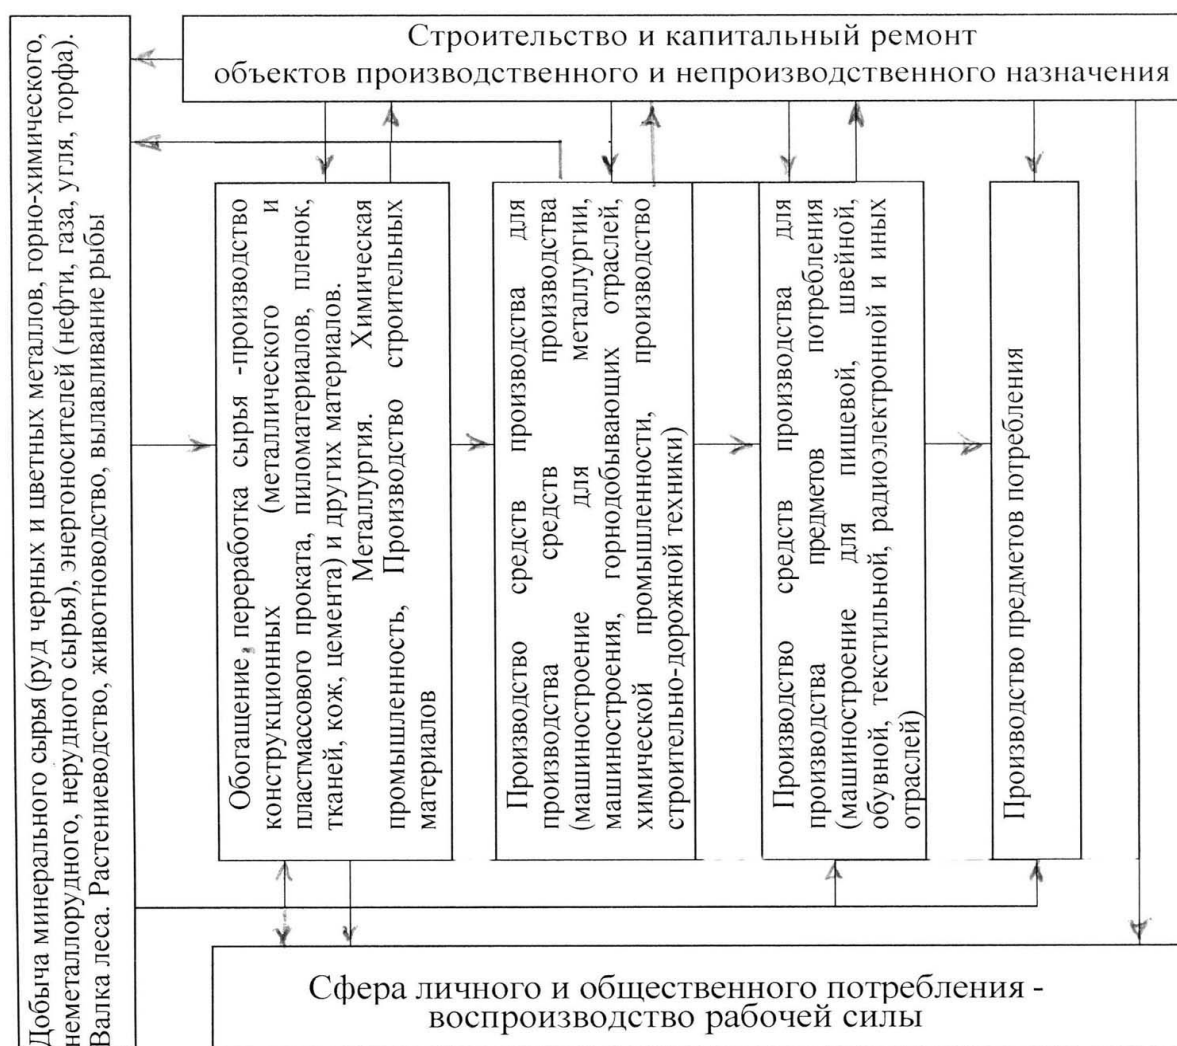 Строительство и капитальный ремонт
объектов производственного и непроизводственного назначения
Добыча минерального сырья (руд черных и цветных металлов, горно-химического,
неметаллорудного, нерудного сырья), энергоносителей (нефти, газа, угля, торфа).
Валка леса. Растениеводство, животноводство, вылавливание рыбы
Обогащение, переработка сырья -производство
конструкционных (металлического и
пластмассового проката, пиломатериалов, пленок,
тканей, кож, цемента) и других материалов.
Металлургия. Химическая
промышленность, Производство строительных
материалов
Производство средств производства для
производства средств производства
(машиностроение для металлургии,
машиностроения, горнодобывающих отраслей,
химической промышленности, производство
строительно-дорожной техники)
Производство средств производства для
производства предметов потребления
(машиностроение для пищевой, швейной,
обувной, текстильной, радиоэлектронной и иных
отраслей)
Производство предметов потребления
Сфера личного и общественного потребления -
воспроизводство рабочей силы